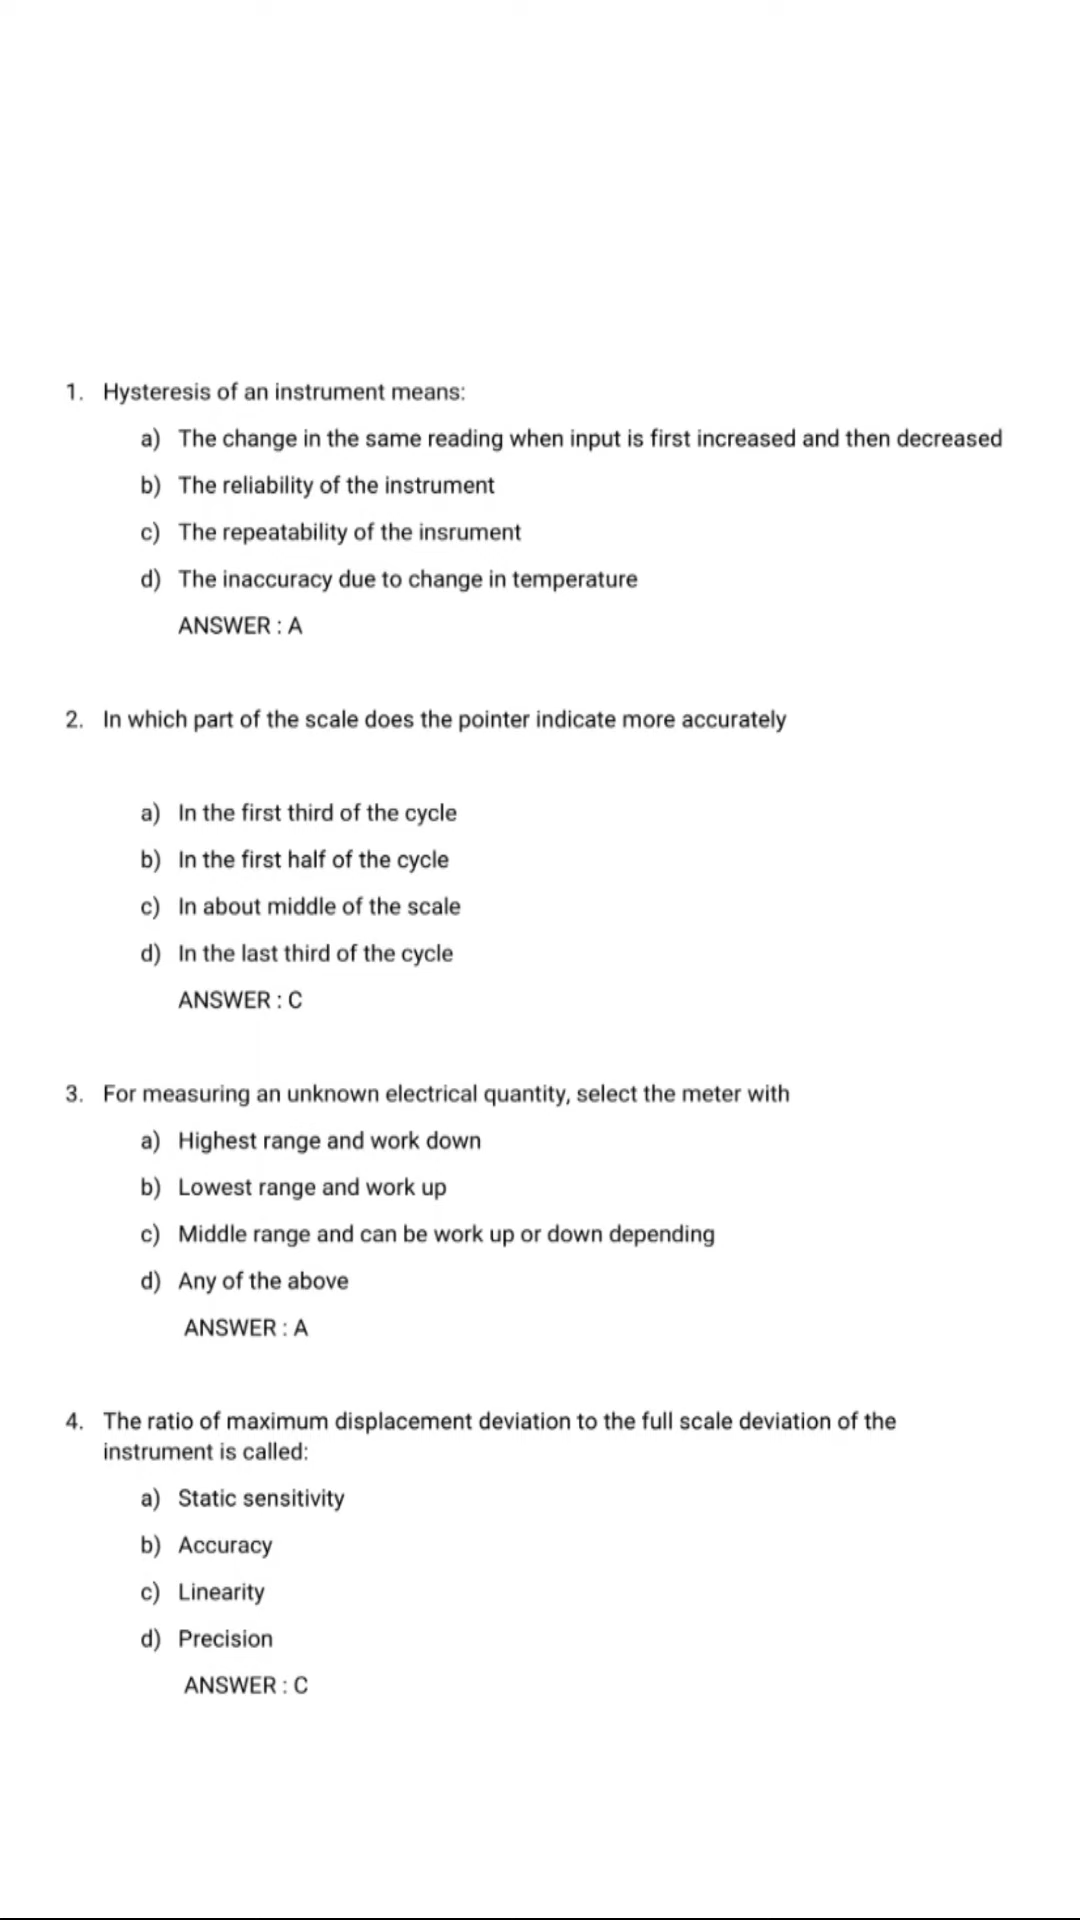 1. Hysteresis of an instrument means:
a) The change in the same reading when input is first increased and then decreased
b) The reliability of the instrument
c) The repeatability of the insrument
d) The inaccuracy due to change in temperature
ANSWER : A
2. In which part of the scale does the pointer indicate more accurately
a) In the first third of the cycle
b) In the first half of the cycle
c) In about middle of the scale
d) In the last third of the cycle
ANSWER : C
3. For measuring an unknown electrical quantity, select the meter with
a) Highest range and work down
b) Lowest range and work up
c) Middle range and can be work up or down depending
d) Any of the above
ANSWER : A
4. The ratio of maximum displacement deviation to the full scale deviation of the
instrument is called:
a) Static sensitivity
b) Accuracy
c) Linearity
d) Precision
ANSWER : C